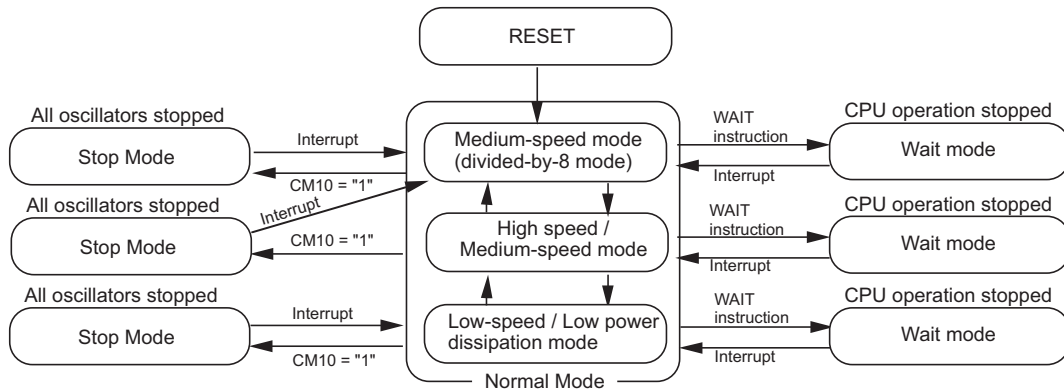 RESET
All oscillators stopped
Stop Mode
Interrupt
CM10 = "1"
Medium-speed mode
(divided-by-8 mode)
WAIT
instruction
Interrupt
CPU operation stopped
Wait mode
All oscillators stopped
Stop Mode
Interrupt
CM10 = "1"
High speed /
Medium-speed mode
WAIT
instruction
Interrupt
CPU operation stopped
Wait mode
All oscillators stopped
Stop Mode
Interrupt
CM10 = "1"
Low-speed / Low power
dissipation mode
WAIT
instruction
Interrupt
CPU operation stopped
Wait mode
Normal Mode